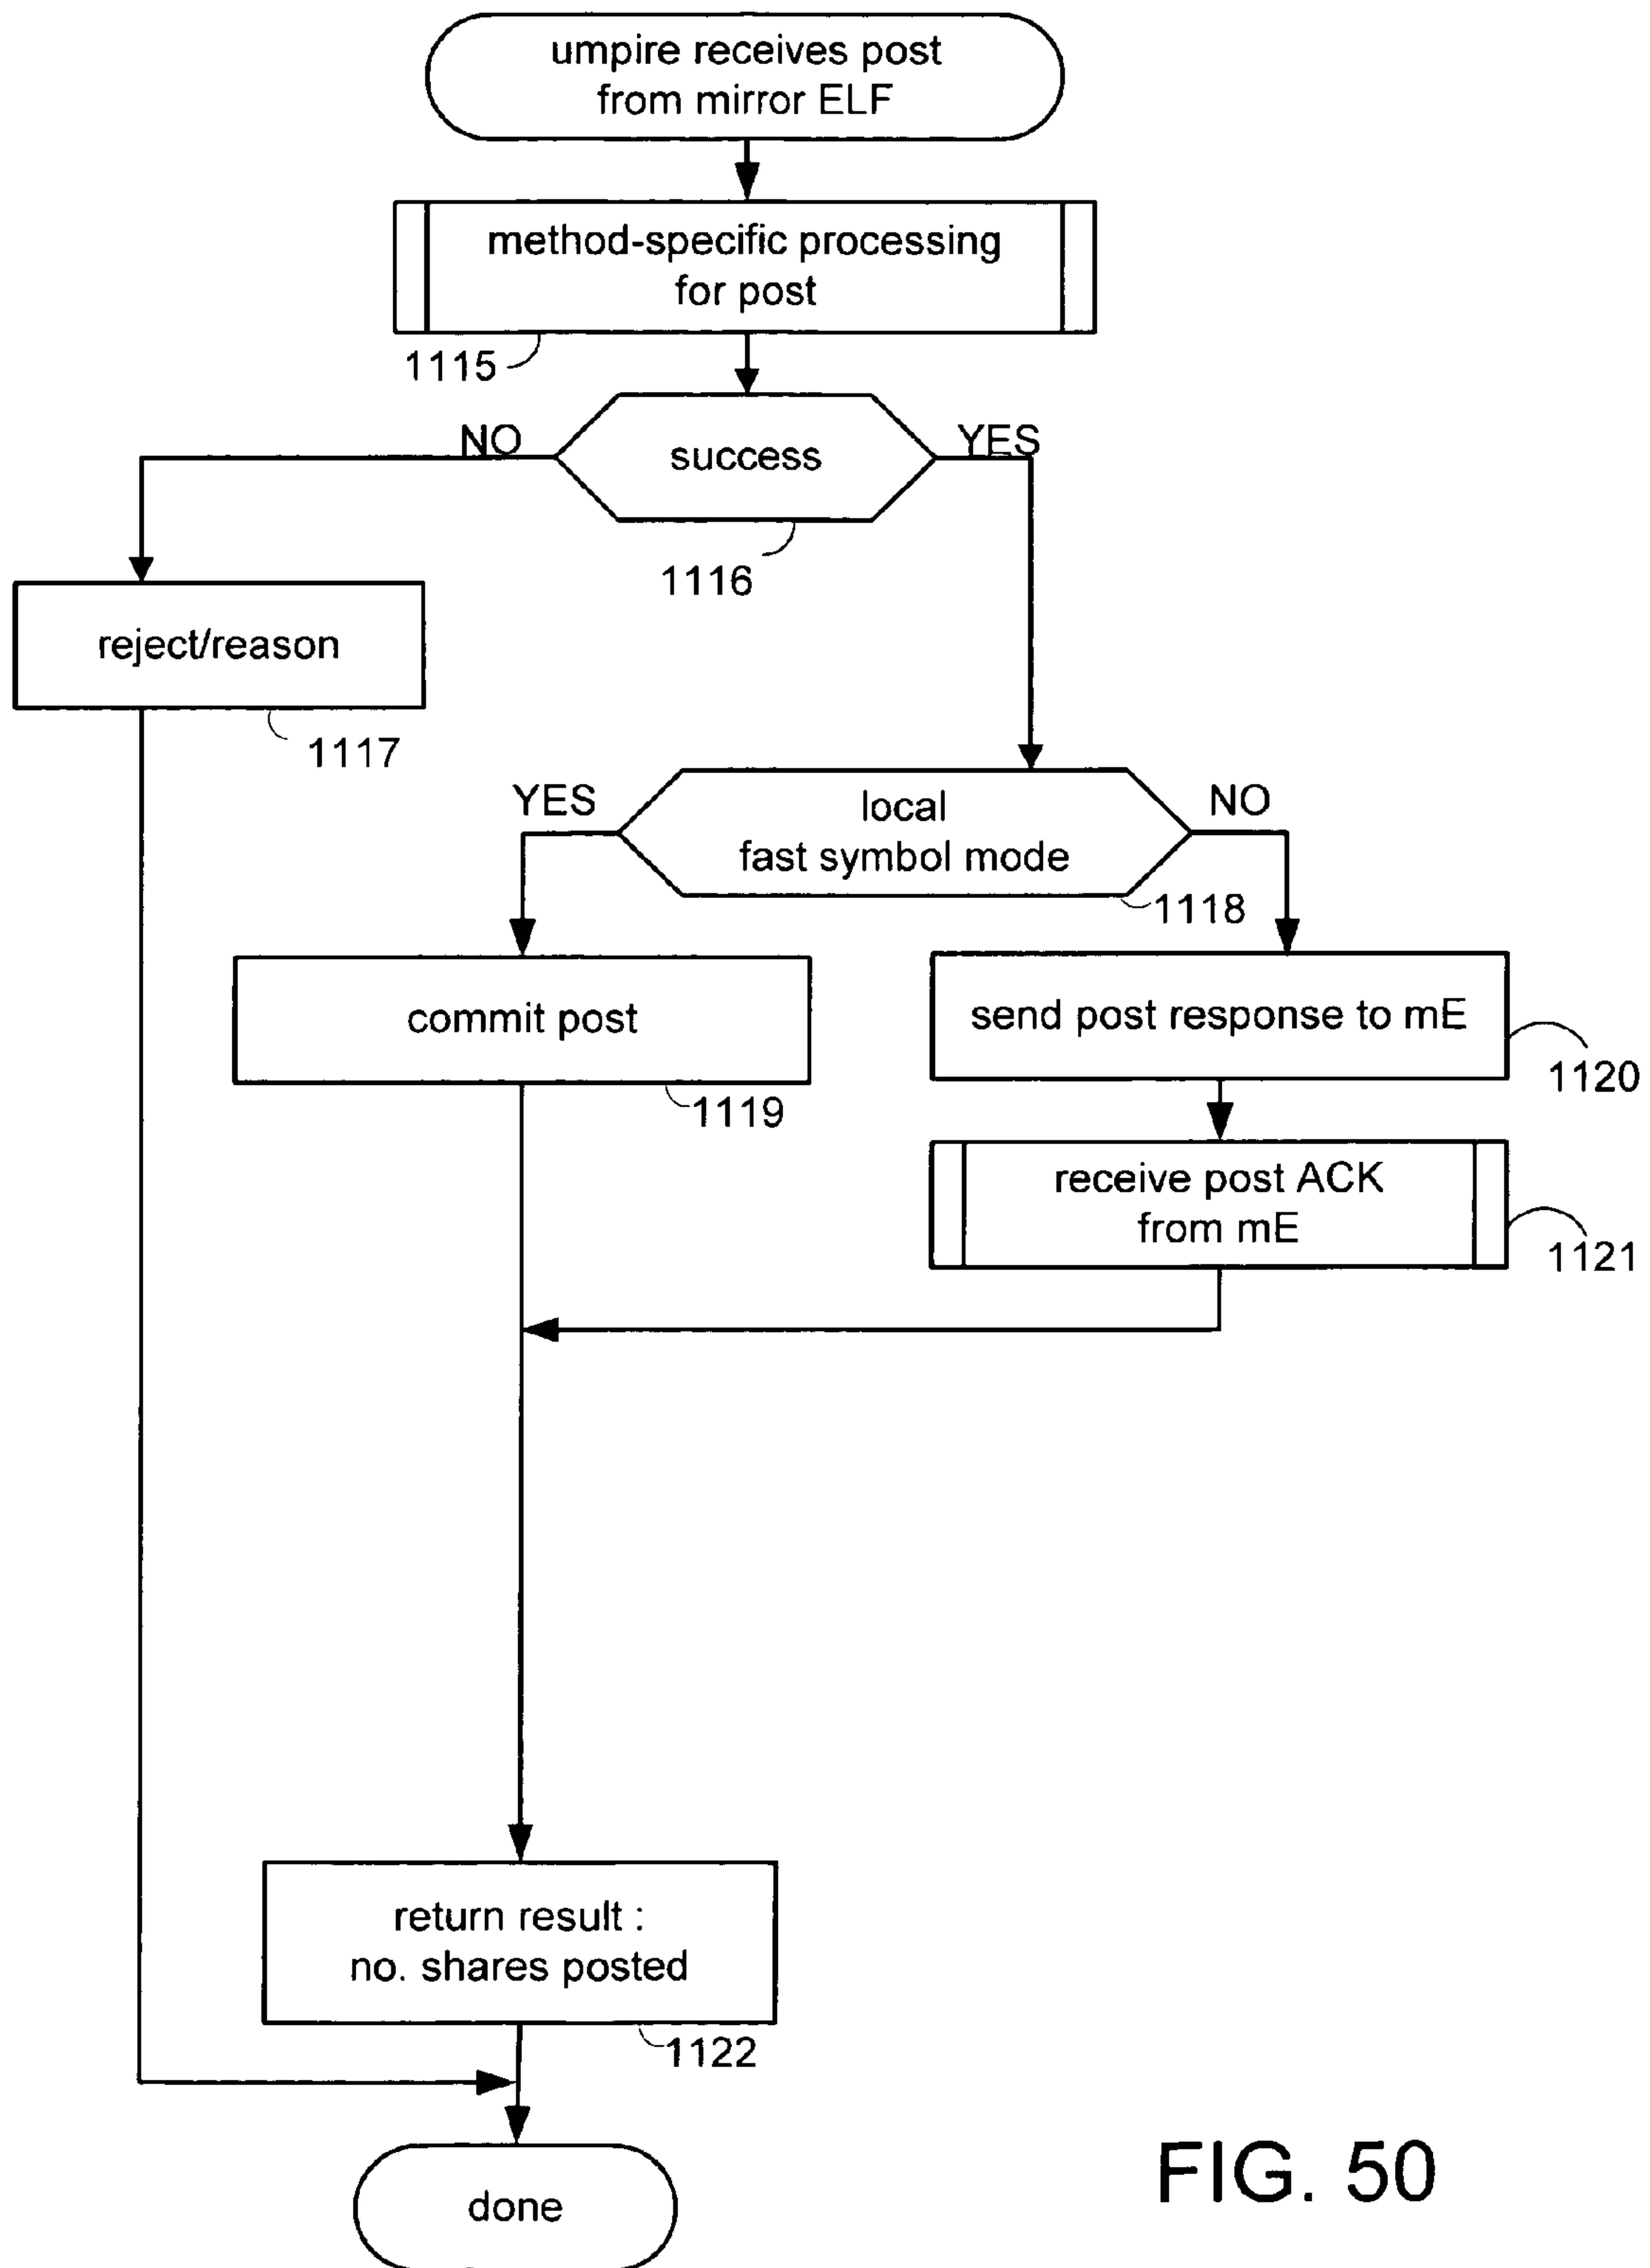 umpire receives post
from mirror ELF
method-specific processing
for post
1115
NO
YES
success
1116
reject/reason
1117
YES
NO
local
fast symbol mode
1118
commit post
1119
send post response to mE
1120
receive post ACK
from mE
1121
return result :
no. shares posted
1122
done
FIG. 50